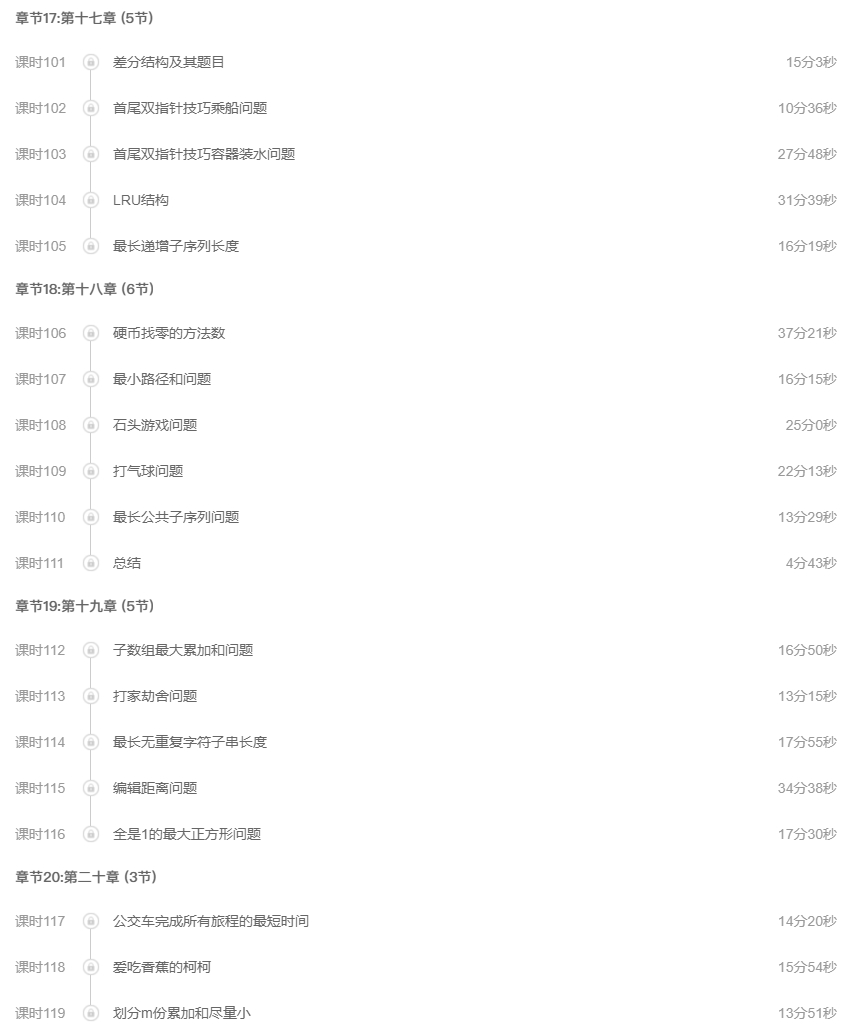 章节17:第十七章 (5节)
课时101 差分结构及其题目 15分3秒
课时102 首尾双指针技巧乘船问题 10分36秒
课时103 首尾双指针技巧容器装水问题 27分48秒
课时104 LRU结构 31分39秒
课时105 最长递增子序列长度 16分19秒
章节18:第十八章 (6节)
课时106 硬币找零的方法数 37分21秒
课时107 最小路径和问题 16分15秒
课时108 石头游戏问题 25分0秒
课时109 打气球问题 22分13秒
课时110 最长公共子序列问题 13分29秒
课时111 总结 4分43秒
章节19:第十九章 (5节)
课时112 子数组最大累加和问题 16分50秒
课时113 打家劫舍问题 13分15秒
课时114 最长无重复字符子串长度 17分55秒
课时115 编辑距离问题 34分38秒
课时116 全是1的最大正方形问题 17分30秒
章节20:第二十章 (3节)
课时117 公交车完成所有旅程的最短时间 14分20秒
课时118 爱吃香蕉的柯柯 15分54秒
课时119 划分m份累加和尽量小 13分51秒